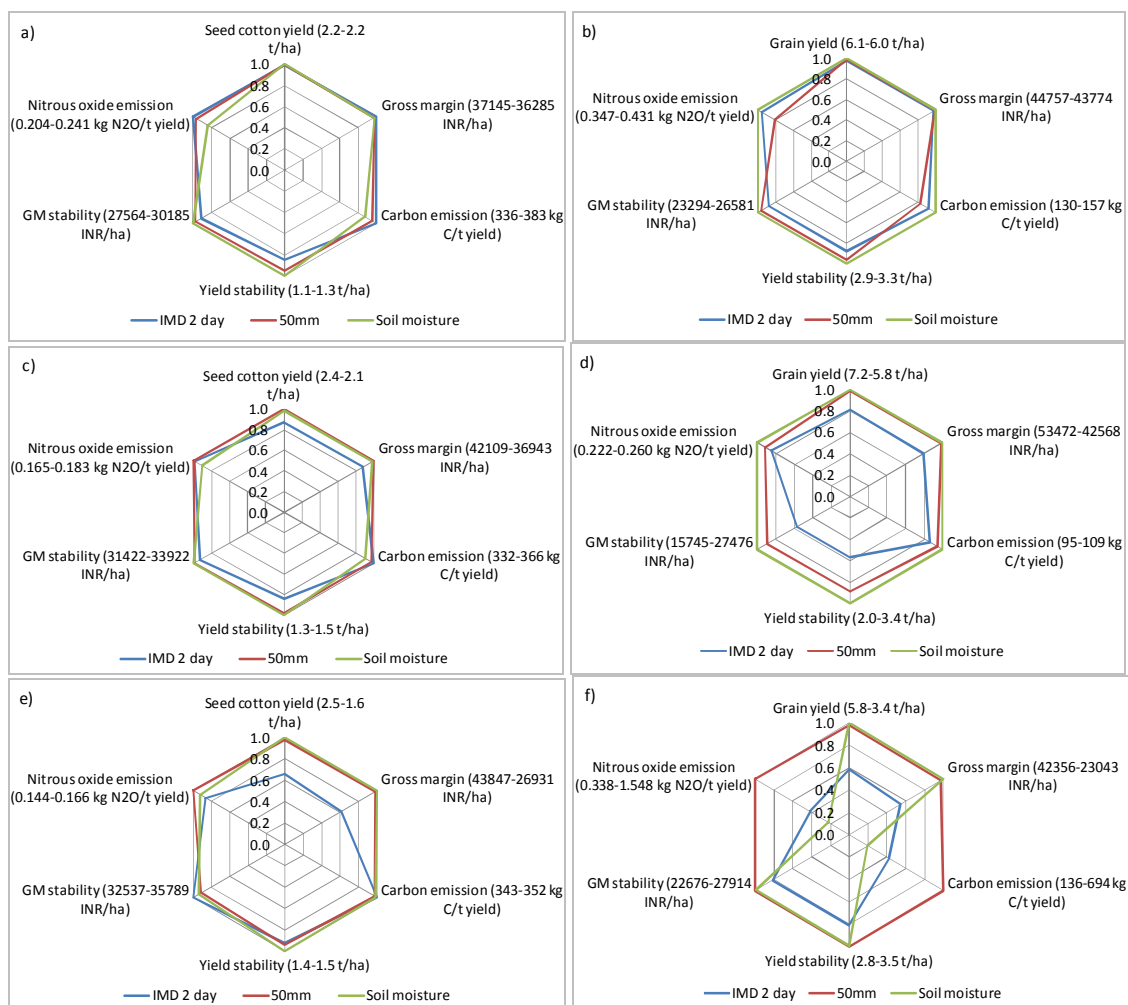 a)
Seed cotton yield (2.2-2.2
t/ha)
1.0
0.8
0.6
0.4
0.2
0.0
Gross margin (37145-36285
INR/ha)
Carbon emission (336-383 kg
C/t yield)
Yield stability (1.1-1.3 t/ha)
GM stability (27564-30185
INR/ha)
Nitrous oxide emission
(0.204-0.241 kg N2O/t yield)
IMD 2 day
50mm
Soil moisture
b)
Grain yield (6.1-6.0 t/ha)
1.0
0.8
0.6
0.4
0.2
0.0
Gross margin (44757-43774
INR/ha)
Carbon emission (130-157 kg
C/t yield)
Yield stability (2.9-3.3 t/ha)
GM stability (23294-26581
INR/ha)
Nitrous oxide emission
(0.347-0.431 kg N2O/t yield)
IMD 2 day
50mm
Soil moisture
c)
Seed cotton yield (2.4-2.1
t/ha)
1.0
0.8
0.6
0.4
0.2
0.0
Gross margin (42109-36943
INR/ha)
Carbon emission (332-366 kg
C/t yield)
Yield stability (1.3-1.5 t/ha)
GM stability (31422-33922
INR/ha)
Nitrous oxide emission
(0.165-0.183 kg N2O/t yield)
IMD 2 day
50mm
Soil moisture
d)
Grain yield (7.2-5.8 t/ha)
1.0
0.8
0.6
0.4
0.2
0.0
Gross margin (53472-42568
INR/ha)
Carbon emission (95-109 kg
C/t yield)
Yield stability (2.0-3.4 t/ha)
GM stability (15745-27476
INR/ha)
Nitrous oxide emission
(0.222-0.260 kg N2O/t yield)
IMD 2 day
50mm
Soil moisture
e)
Seed cotton yield (2.5-1.6
t/ha)
1.0
0.8
0.6
0.4
0.2
0.0
Gross margin (43847-26931
INR/ha)
Carbon emission (343-352 kg
C/t yield)
Yield stability (1.4-1.5 t/ha)
GM stability (32537-35789
INR/ha)
Nitrous oxide emission
(0.144-0.166 kg N2O/t yield)
IMD 2 day
50mm
Soil moisture
f)
Grain yield (5.8-3.4 t/ha)
1.0
0.8
0.6
0.4
0.2
0.0
Gross margin (42356-23043
INR/ha)
Carbon emission (136-694 kg
C/t yield)
Yield stability (2.8-3.5 t/ha)
GM stability (22676-27914
INR/ha)
Nitrous oxide emission
(0.338-1.548 kg N2O/t yield)
IMD 2 day
50mm
Soil moisture